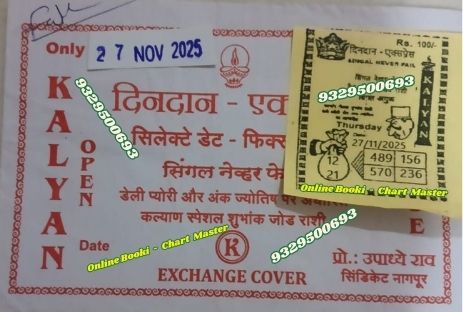 Only 27 NOV 2025
दिनदान - एक
सिलेक्टे डेट - फिक्स
सिंगल नेव्हर फे
डेली प्योरी और अंक ज्योतिष पर
कल्याण स्पेशल शुभांक जोड राशी
KALYAN
OPEN
Date
K
EXCHANGE COVER
प्रो.: उपाध्ये राव
सिंडिकेट नागपूर
E
9329500693
Online Booki - Chart Master
9329500693
Rs. 100/-
दिनदान - एक्सप्रेस
SINGAL NEVER FAIL
9329500693
KALYAN
Thursday
27/11/2025
12 489 156
21 570 236
Online Booki - Chart Master